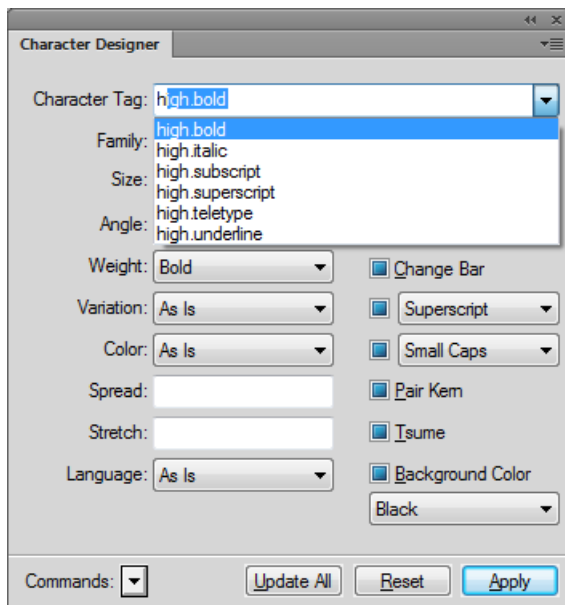 Character Designer
Character Tag: high.bold
high.bold
Family:
high.italic
high.subscript
Size:
high.superscript
high.teletype
Angle:
high.underline
Weight: Bold Change Bar
Variation: As Is Superscript
Color: As Is Small Caps
Spread: Pair Kern
Stretch: Tsume
Language: As Is Background Color
Black
Commands: Update All Reset Apply